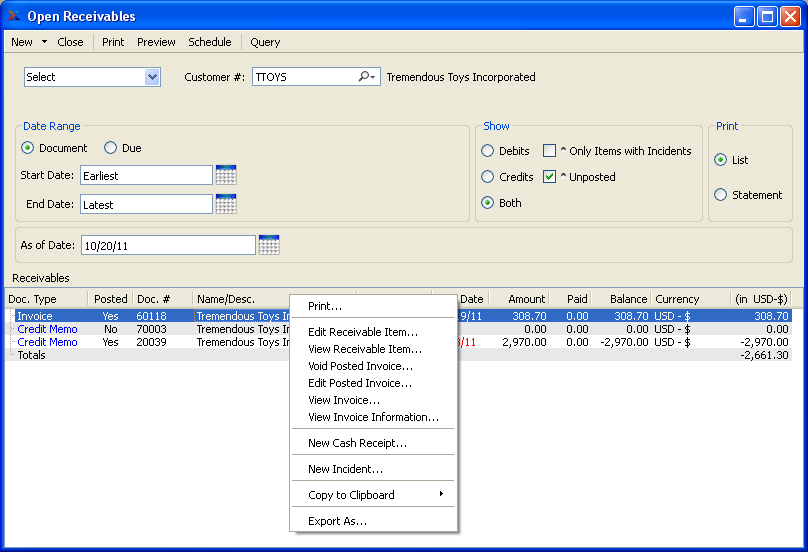 Open Receivables
New Close Print Preview Schedule Query
Select Customer #: TTOYS Tremendous Toys Incorporated
Date Range Show Print
Document Due Debits ^ Only Items with Incidents List
Start Date: Earliest Credits ^ Unposted Statement
End Date: Latest Both
As of Date: 10/20/11
Receivables
Doc. Type Posted Doc. # Name/Desc. Date Amount Paid Balance Currency (in USD-$)
Invoice Yes 60118 Tremendous Toys In 9/11 308.70 0.00 308.70 USD - $ 308.70
Credit Memo No 70003 Tremendous Toys In 0.00 0.00 0.00 USD - $ 0.00
Credit Memo Yes 20039 Tremendous Toys In /11 2,970.00 0.00 -2,970.00 USD - $ -2,970.00
Totals -2,661.30
Print...
Edit Receivable Item...
View Receivable Item...
Void Posted Invoice...
Edit Posted Invoice...
View Invoice...
View Invoice Information...
New Cash Receipt...
New Incident...
Copy to Clipboard
Export As...